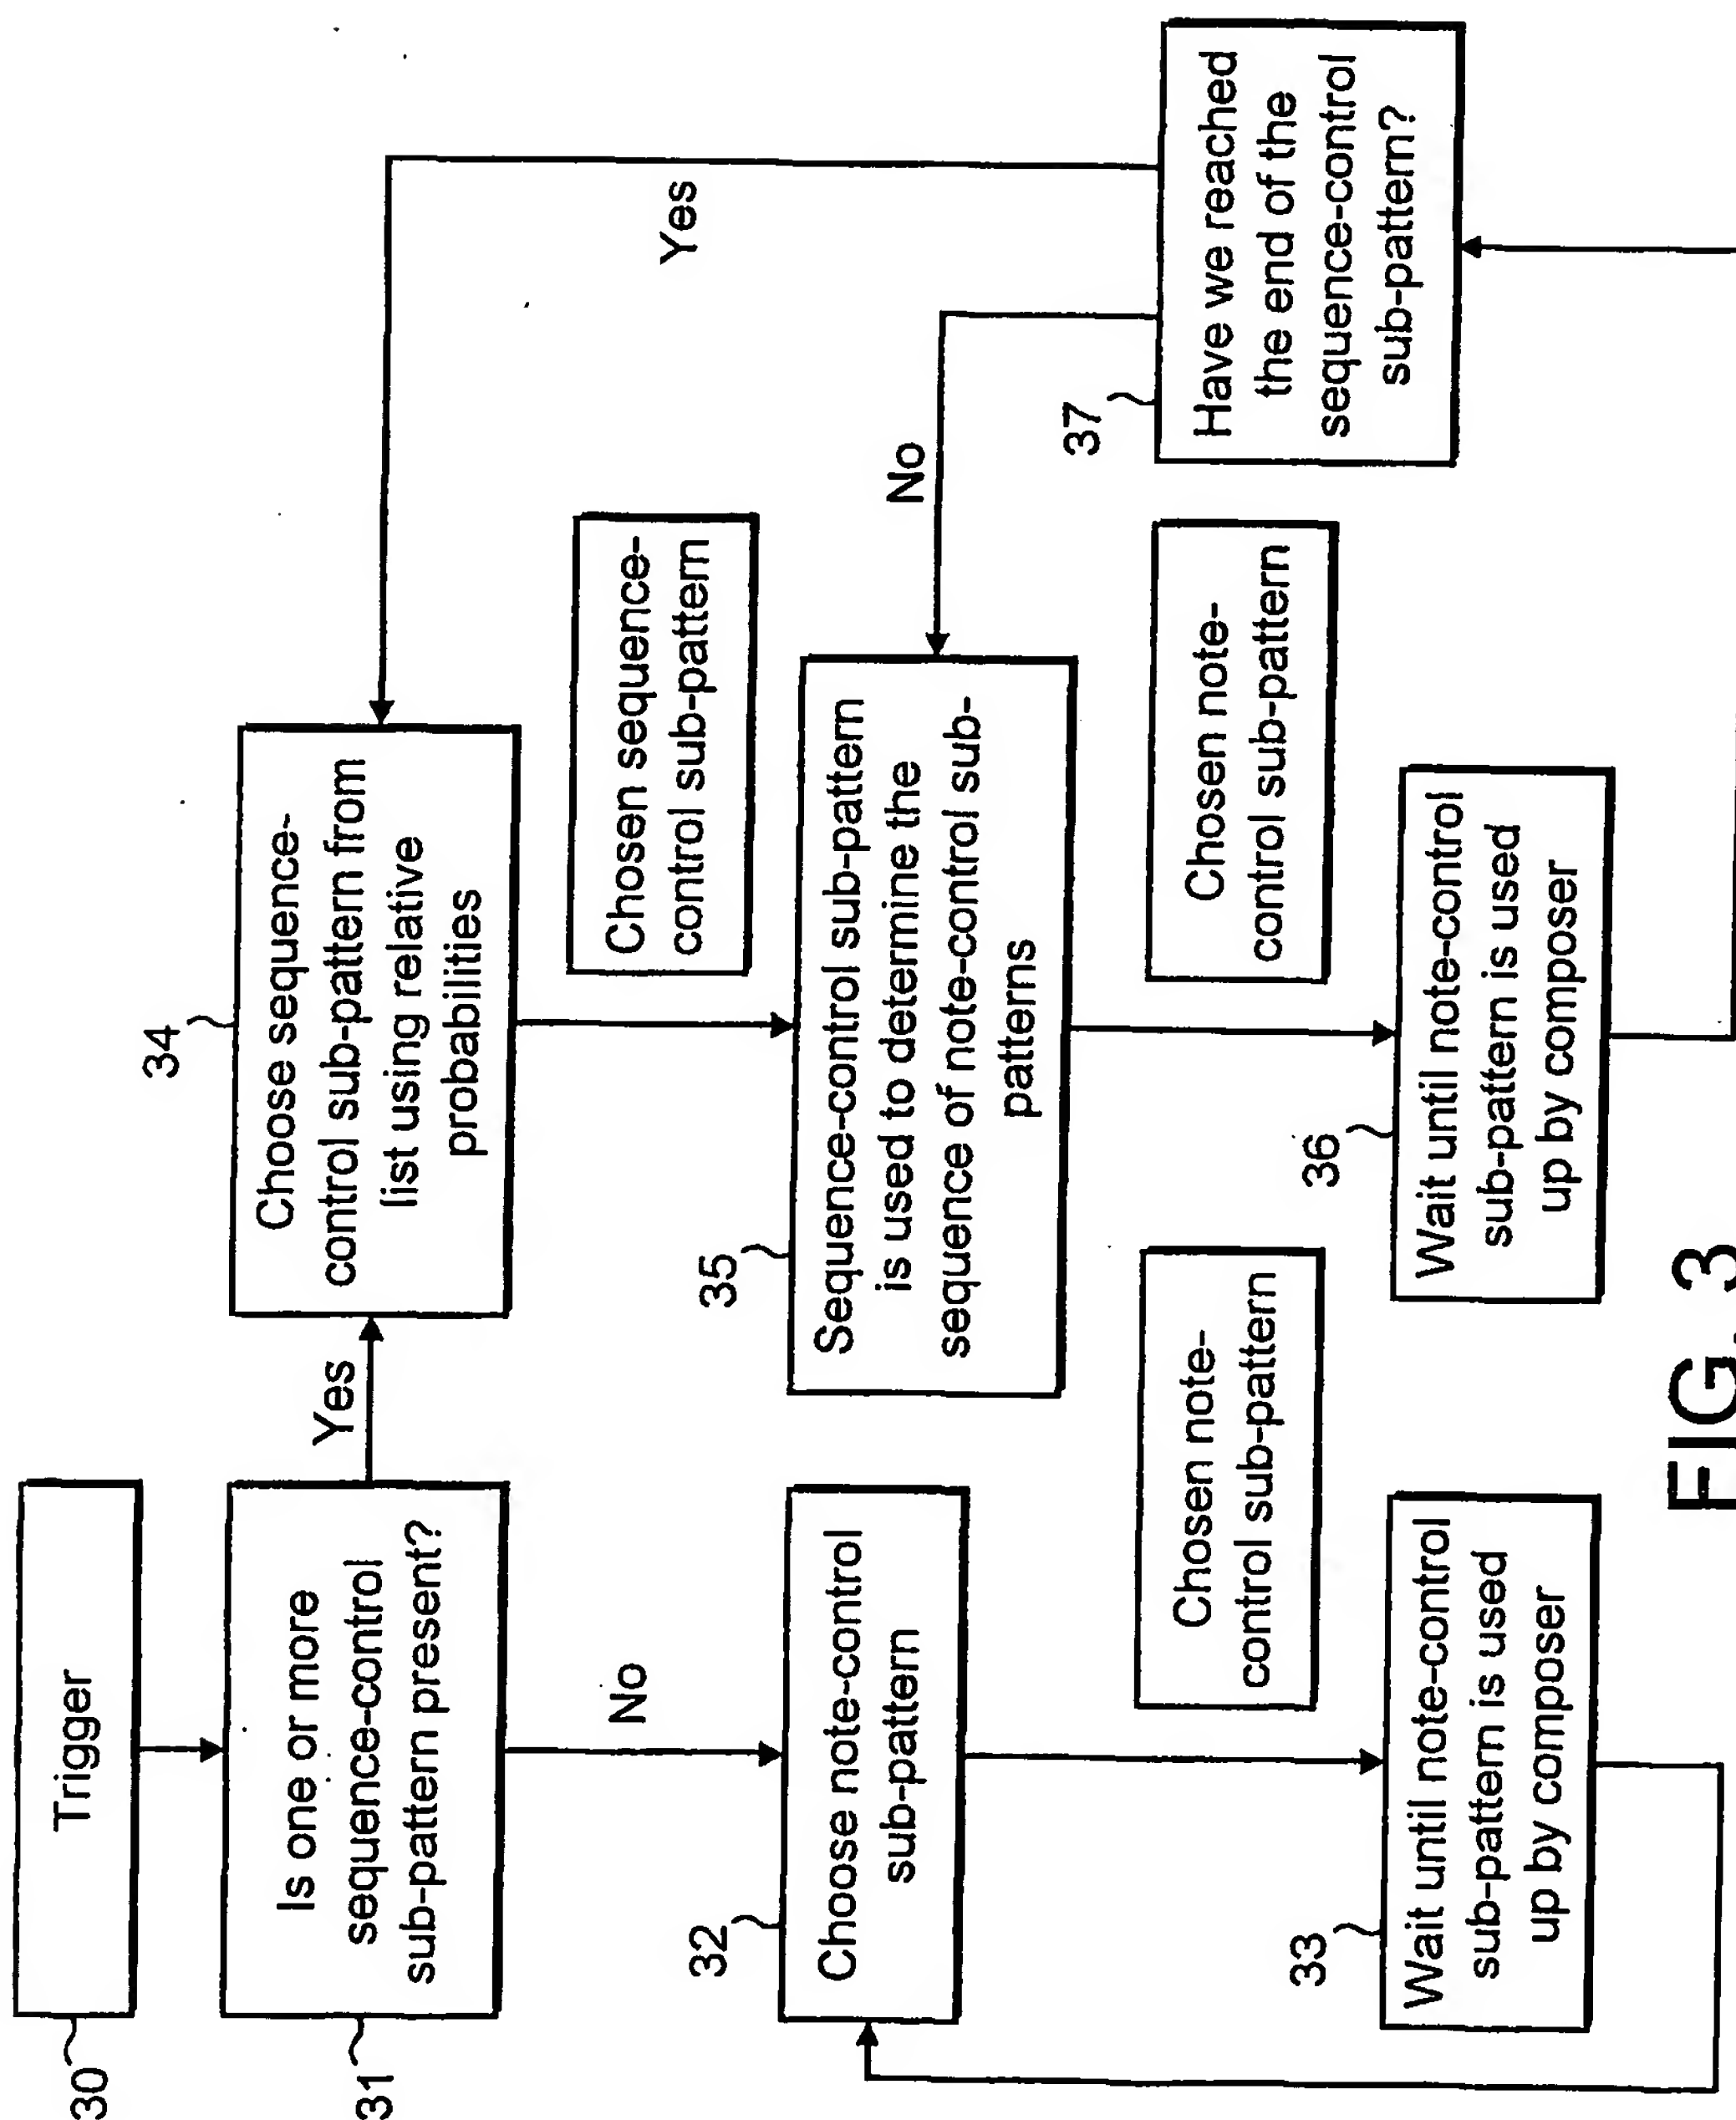 30
Trigger
31
Is one or more
sequence-control
sub-pattern present?
Yes
No
34
Choose sequence-
control sub-pattern from
list using relative
probabilities
Yes
Chosen sequence-
control sub-pattern
32
Choose note-control
sub-pattern
35
Sequence-control sub-pattern
is used to determine the
sequence of note-control sub-
patterns
No
Chosen note-
control sub-pattern
Chosen note-
control sub-pattern
33
Wait until note-control
sub-pattern is used
up by composer
36
Wait until note-control
sub-pattern is used
up by composer
37
Have we reached
the end of the
sequence-control
sub-pattern?
FIG. 3